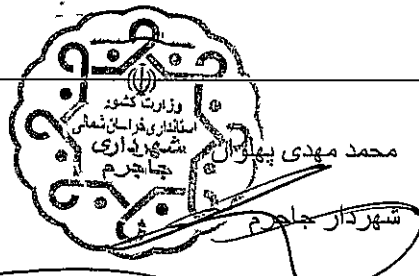 وزارت کشور
استانداری خراسان شمالی
شهرداری
جاجرم
محمد مهدی پهلوان
شهردار جاجرم